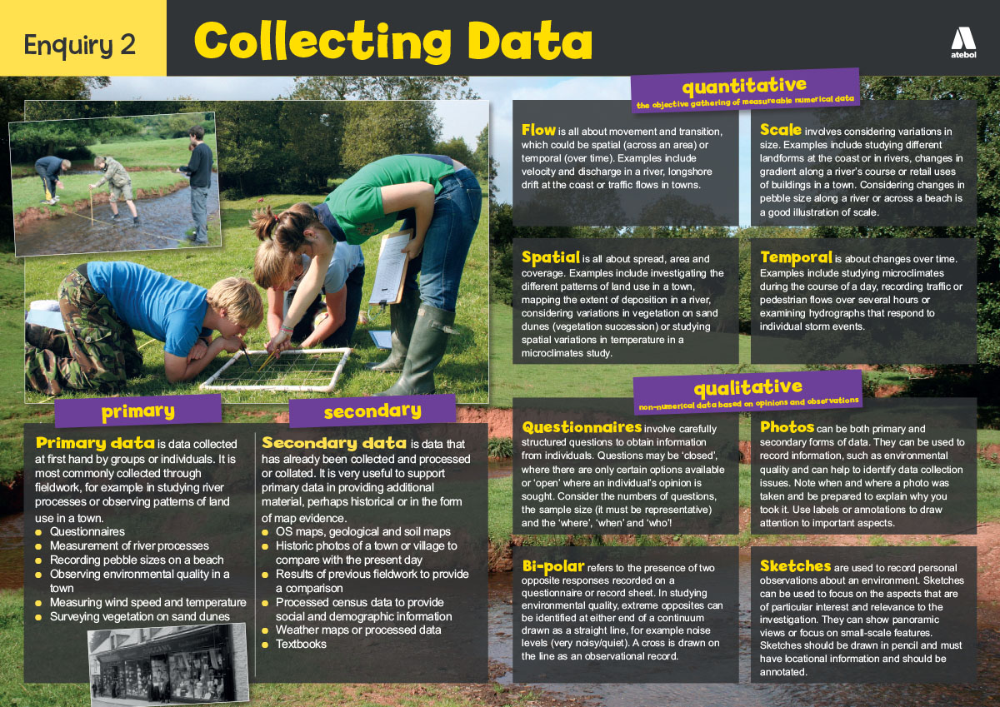 Enquiry 2
Collecting Data
atebol
primary
Primary data is data collected
at first hand by groups or individuals. It is
most commonly collected through
fieldwork, for example in studying river
processes or observing patterns of land
use in a town.
Questionnaires
Measurement of river processes
Recording pebble sizes on a beach
Observing environmental quality in a
town
Measuring wind speed and temperature
Surveying vegetation on sand dunes
secondary
Secondary data is data that
has already been collected and processed
or collated. It is very useful to support
primary data in providing additional
material, perhaps historical or in the form
of map evidence.
OS maps, geological and soil maps
Historic photos of a town or village to
compare with the present day
Results of previous fieldwork to provide
a comparison
Processed census data to provide
social and demographic information
Weather maps or processed data
Textbooks
quantitative
the objective gathering of measureable numerical data
Flow is all about movement and transition,
which could be spatial (across an area) or
temporal (over time). Examples include
velocity and discharge in a river, longshore
drift at the coast or traffic flows in towns.
Scale involves considering variations in
size. Examples include studying different
landforms at the coast or in rivers, changes in
gradient along a river's course or retail uses
of buildings in a town. Considering changes in
pebble size along a river or across a beach is
a good illustration of scale.
Spatial is all about spread, area and
coverage. Examples include investigating the
different patterns of land use in a town,
mapping the extent of deposition in a river,
considering variations in vegetation on sand
dunes (vegetation succession) or studying
spatial variations in temperature in a
microclimates study.
Temporal is about changes over time.
Examples include studying microclimates
during the course of a day, recording traffic or
pedestrian flows over several hours or
examining hydrographs that respond to
individual storm events.
qualitative
non-numerical data based on opinions and observations
Questionnaires involve carefully
structured questions to obtain information
from individuals. Questions may be 'closed',
where there are only certain options available
or 'open' where an individual's opinion is
sought. Consider the numbers of questions,
the sample size (it must be representative)
and the 'where', 'when' and 'who'!
Photos can be both primary and
secondary forms of data. They can be used to
record information, such as environmental
quality and can help to identify data collection
issues. Note when and where a photo was
taken and be prepared to explain why you
took it. Use labels or annotations to draw
attention to important aspects.
Bi-polar refers to the presence of two
opposite responses recorded on a
questionnaire or record sheet. In studying
environmental quality, extreme opposites can
be identified at either end of a continuum
drawn as a straight line, for example noise
levels (very noisy/quiet). A cross is drawn on
the line as an observational record.
Sketches are used to record personal
observations about an environment. Sketches
can be used to focus on the aspects that are
of particular interest and relevance to the
investigation. They can show panoramic
views or focus on small-scale features.
Sketches should be drawn in pencil and must
have locational information and should be
annotated.